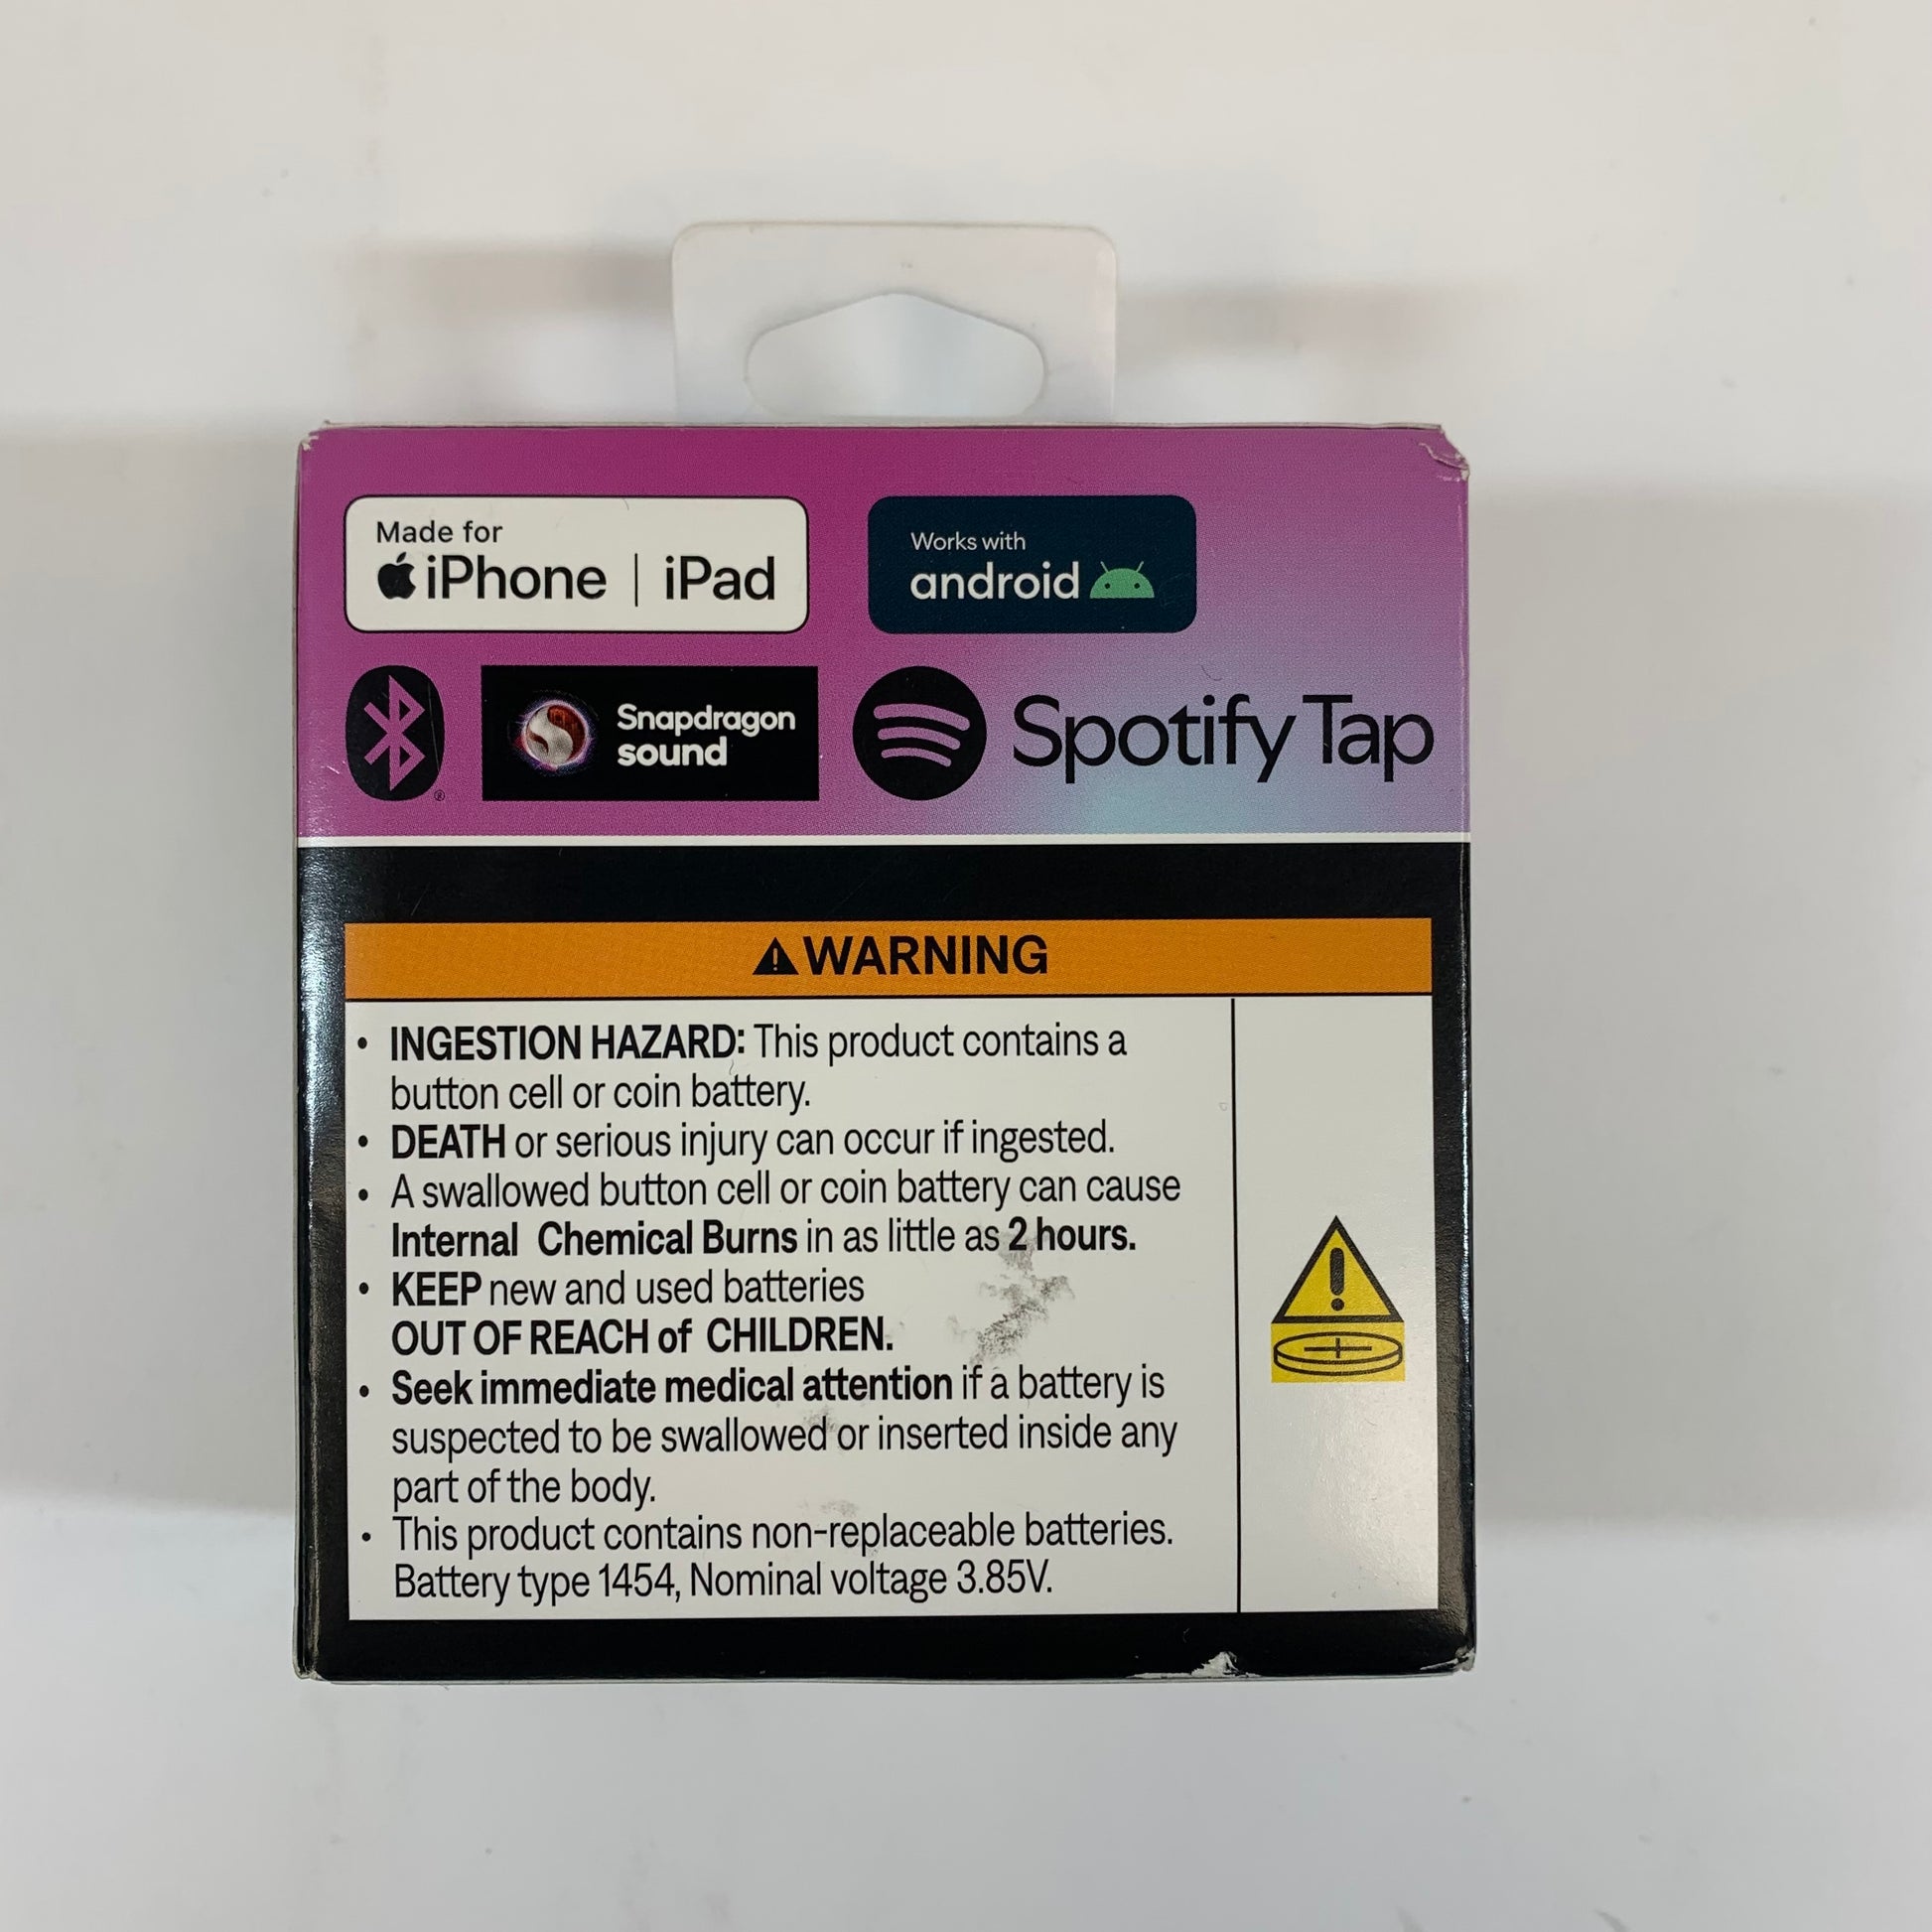 Made for
iPhone | iPad
Works with
android
Snapdragon
sound
Spotify Tap
WARNING
• INGESTION HAZARD: This product contains a
button cell or coin battery.
• DEATH or serious injury can occur if ingested.
• A swallowed button cell or coin battery can cause
Internal Chemical Burns in as little as 2 hours.
• KEEP new and used batteries
OUT OF REACH of CHILDREN.
• Seek immediate medical attention if a battery is
suspected to be swallowed or inserted inside any
part of the body.
• This product contains non-replaceable batteries.
Battery type 1454, Nominal voltage 3.85V.